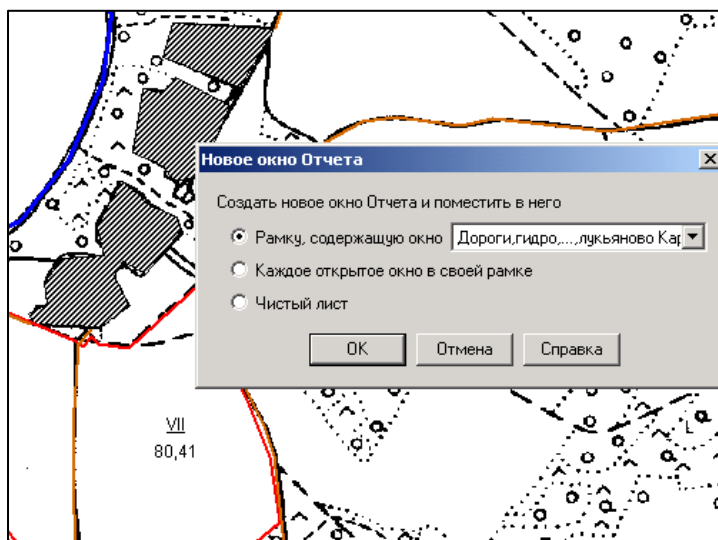 Новое окно Отчета
Создать новое окно Отчета и поместить в него
Рамку, содержащую окно
Дороги,гидро,...,лукьяново Кар
Каждое открытое окно в своей рамке
Чистый лист
OK
Отмена
Справка
VII
80,41
L